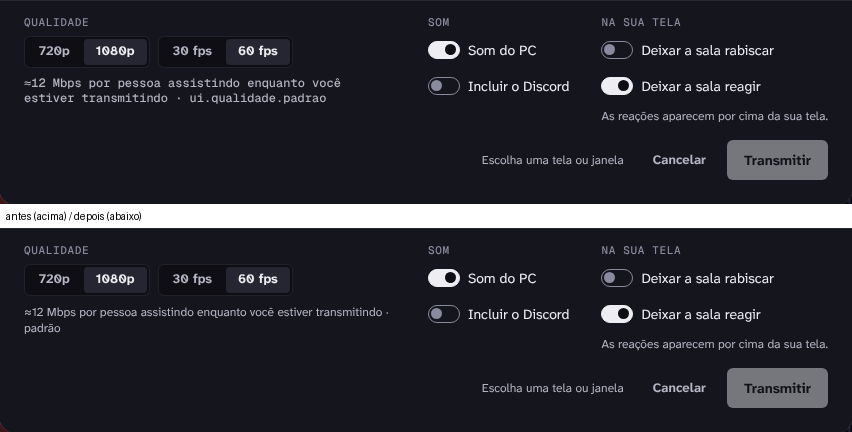 QUALIDADE
SOM
NA SUA TELA
720p 1080p 30 fps 60 fps
Som do PC
Deixar a sala rabiscar
≈12 Mbps por pessoa assistindo enquanto você
estiver transmitindo · ui.qualidade.padrao
Incluir o Discord
Deixar a sala reagir
As reações aparecem por cima da sua tela.
Escolha uma tela ou janela
Cancelar
Transmitir
antes (acima) / depois (abaixo)
QUALIDADE
SOM
NA SUA TELA
720p 1080p 30 fps 60 fps
Som do PC
Deixar a sala rabiscar
≈12 Mbps por pessoa assistindo enquanto você estiver transmitindo ·
padrão
Incluir o Discord
Deixar a sala reagir
As reações aparecem por cima da sua tela.
Escolha uma tela ou janela
Cancelar
Transmitir